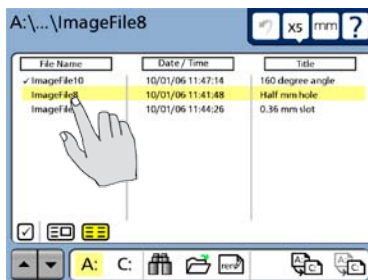 A:\...\ImageFile8
x5 mm ?
File Name Date / Time Title
✓ ImageFile10 10/01/06 11:47:14 160 degree angle
ImageFile8 10/01/06 11:41:48 Half mm hole
ImageFile 10/01/06 11:44:26 0.36 mm slot
A: C:
A: C: A: C: